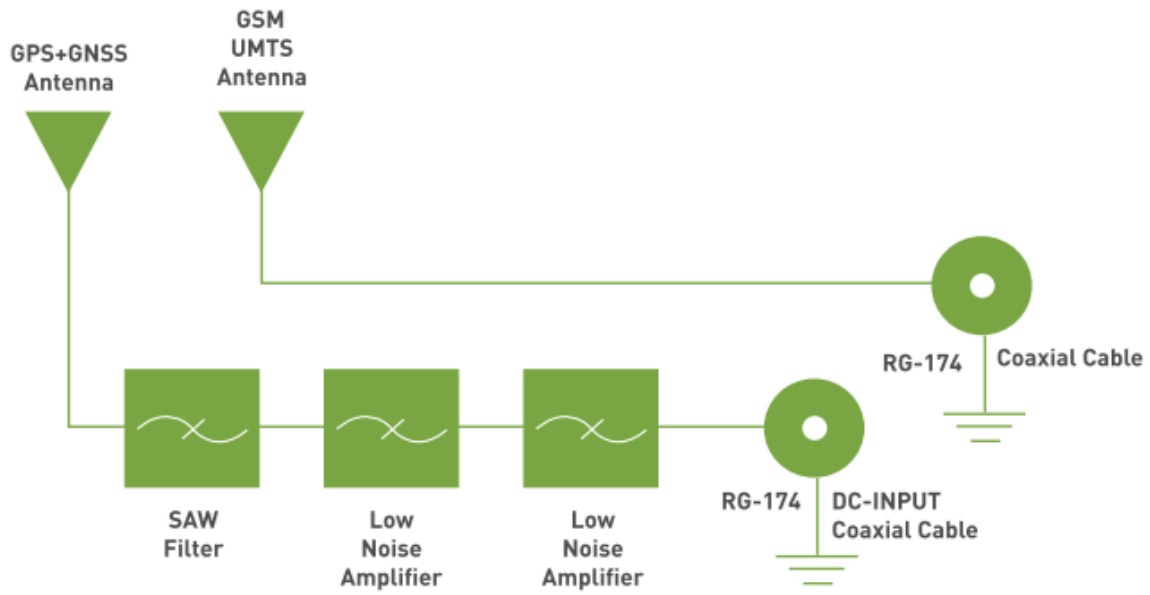 GPS+GNSS
Antenna
GSM
UMTS
Antenna
RG-174
Coaxial Cable
SAW
Filter
Low
Noise
Amplifier
Low
Noise
Amplifier
RG-174
DC-INPUT
Coaxial Cable